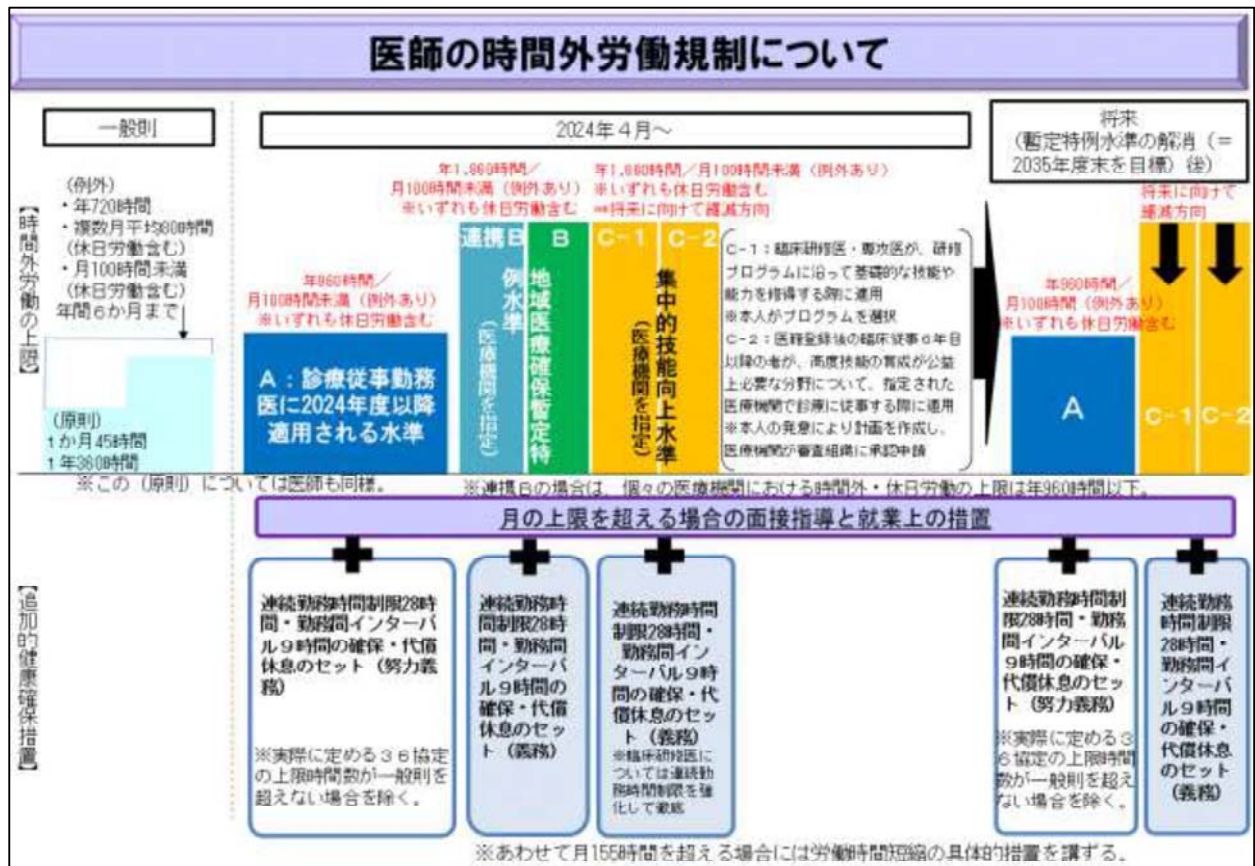 医師の時間外労働規制について
一般則
2024年4月～
将来
(暫定特例水準の解消(=
2035年度末を目標)後)
【時間外労働の上限】
(例外)
・年720時間
・複数月平均80時間
(休日労働含む)
・月100時間未満
(休日労働含む)
年間6か月まで
(原則)
1か月45時間
1年360時間
※この(原則)については医師も同様。
年960時間/
月100時間未満(例外あり)
※いずれも休日労働含む
A:診療従事勤務
医に2024年度以降
適用される水準
年1,860時間/
月100時間未満(例外あり)
※いずれも休日労働含む
連携B
B
地域医療確保暫定特
例水準
(医療機関を指定)
年1,860時間/月100時間未満(例外あり)
※いずれも休日労働含む
⇒将来に向けて縮減方向
C-1
C-2
集中的技能向上水準
(医療機関を指定)
C-1:臨床研修医・専攻医が、研修
プログラムに沿って基礎的な技能や
能力を修得する際に適用
※本人がプログラムを選択
C-2:医籍登録後の臨床従事6年目
以降の者が、高度技能の育成が公益
上必要な分野について、指定された
医療機関で診療に従事する際に適用
※本人の発意により計画を作成し、
医療機関が審査組織に承認申請
将来に向けて
縮減方向
年960時間/
月100時間(例外あり)
※いずれも休日労働含む
A
C-1
C-2
※連携Bの場合は、個々の医療機関における時間外・休日労働の上限は年960時間以下。
月の上限を超える場合の面接指導と就業上の措置
【追加的健康確保措置】
連続勤務時間制限28時
間・勤務間インターバ
ル9時間の確保・代償
休息のセット(努力義
務)
※実際に定める36協定
の上限時間数が一般則を
超えない場合を除く。
連続勤務時
間制限28時
間・勤務間
インターバ
ル9時間の
確保・代償
休息のセッ
ト(義務)
連続勤務時間
制限28時間・
勤務間イン
ターバル9時
間の確保・代
償休息のセッ
ト(義務)
※臨床研修医に
ついては連続勤
務時間制限を強
化して徹底
連続勤務時間制
限28時間・勤務
間インターバル
9時間の確保・
代償休息のセッ
ト(努力義務)
※実際に定める3
6協定の上限時間
数が一般則を超え
ない場合を除く。
連続勤務
時間制限
28時間・
勤務間イ
ンターバ
ル9時間
の確保・
代償休息
のセット
(義務)
※あわせて月155時間を超える場合には労働時間短縮の具体的措置を講ずる。